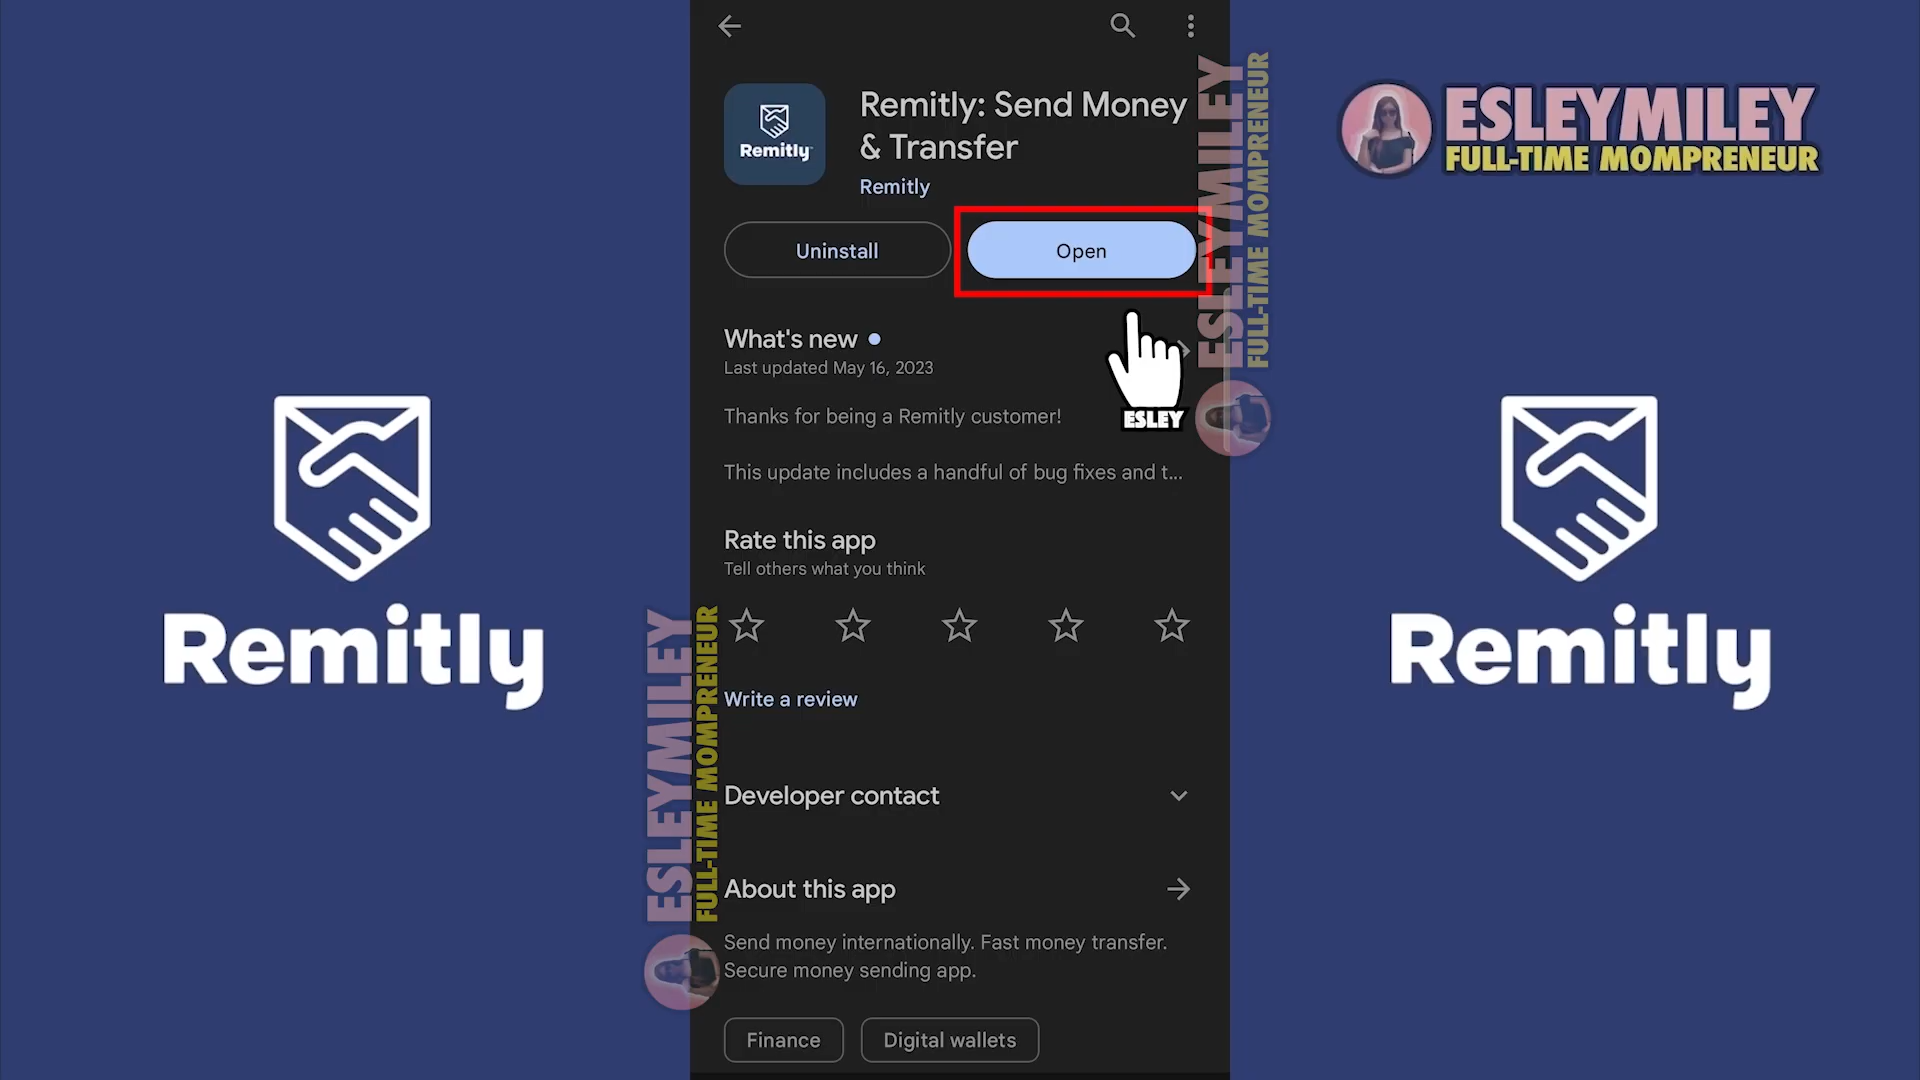 Remitly: Send Money
& Transfer
Remitly
Remitly
Uninstall
Open
What's new
Last updated May 16, 2023
Thanks for being a Remitly customer!
This update includes a handful of bug fixes and t...
Rate this app
Tell others what you think
Write a review
Developer contact
About this app
Send money internationally. Fast money transfer.
Secure money sending app.
Finance
Digital wallets
ESLEY
ESLEYMILEY
FULL-TIME MOMPRENEUR
ESLEYMILEY
FULL-TIME MOMPRENEUR
ESLEYMILEY
FULL-TIME MOMPRENEUR
Remitly
Remitly